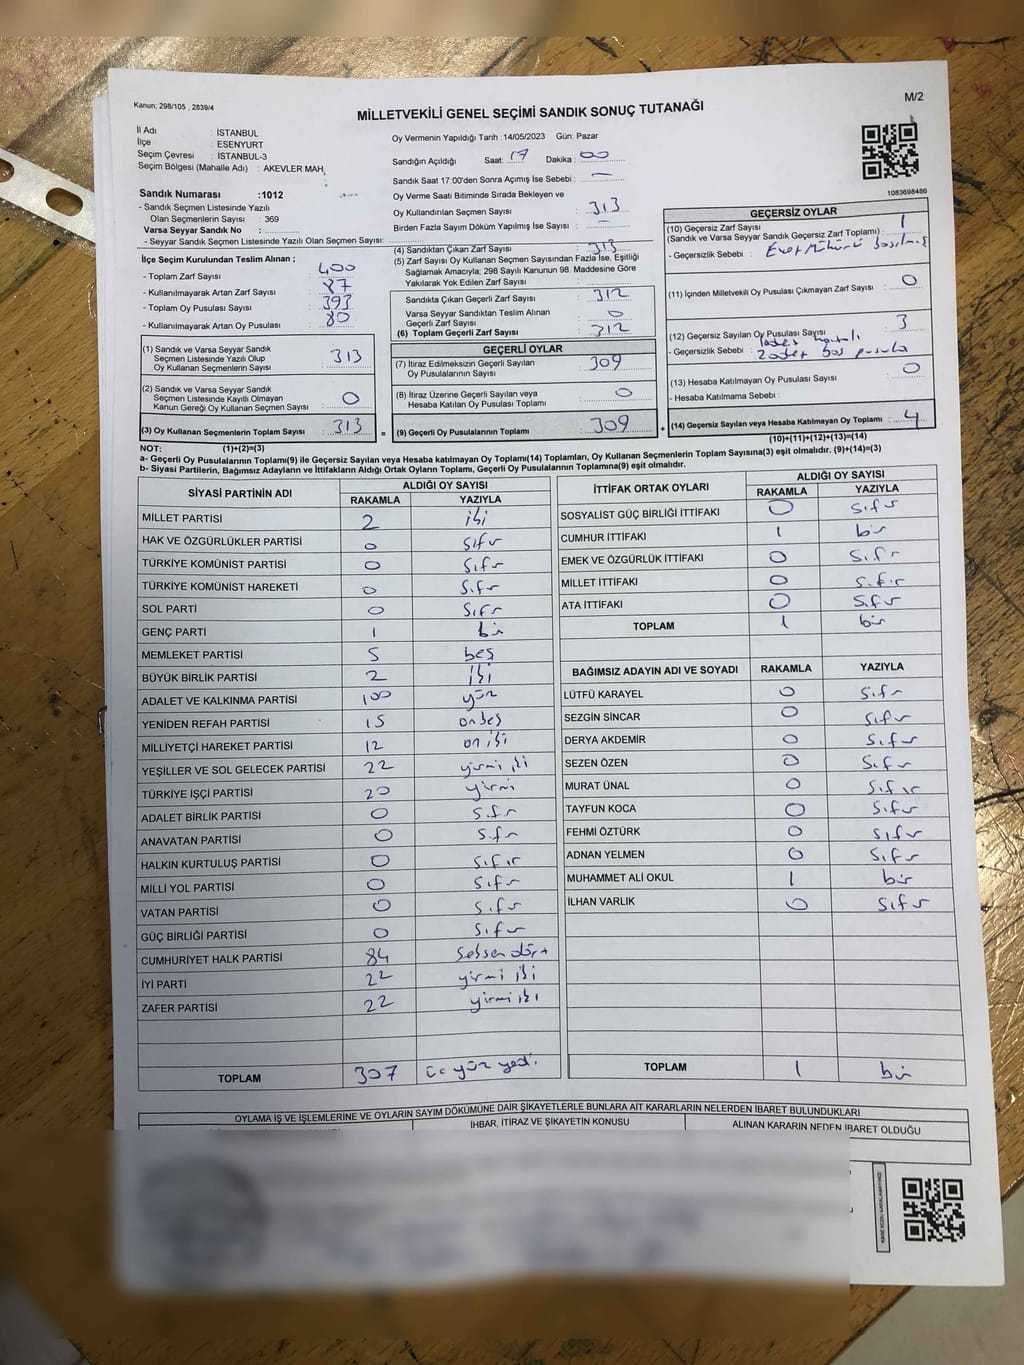 Kanun; 298/105 , 2839/4
MİLLETVEKİLİ GENEL SEÇİMİ SANDIK SONUÇ TUTANAĞI
M/2
İl Adı : İSTANBUL
İlçe : ESENYURT
Seçim Çevresi : İSTANBUL-3
Seçim Bölgesi (Mahalle Adı) : AKEVLER MAH.
Sandık Numarası :1012
- Sandık Seçmen Listesinde Yazılı
Olan Seçmenlerin Sayısı : 369
Varsa Seyyar Sandık No :
- Seyyar Sandık Seçmen Listesinde Yazılı Olan Seçmen Sayısı:
Oy Vermenin Yapıldığı Tarih :14/05/2023 Gün: Pazar
Sandığın Açıldığı Saat: 17 Dakika : 00
Sandık Saat 17:00'den Sonra Açımış İse Sebebi : —
Oy Verme Saati Bitiminde Sırada Bekleyen ve
Oy Kullandırılan Seçmen Sayısı : 313
Birden Fazla Sayım Döküm Yapılmış İse Sayısı : —
1083698486
İlçe Seçim Kurulundan Teslim Alınan ;
- Toplam Zarf Sayısı : 400
- Kullanılmayarak Artan Zarf Sayısı : 87
- Toplam Oy Pusulası Sayısı : 393
- Kullanılmayarak Artan Oy Pusulası : 80
(1) Sandık ve Varsa Seyyar Sandık
Seçmen Listesinde Yazılı Olup
Oy Kullanan Seçmenlerin Sayısı : 313
(2) Sandık ve Varsa Seyyar Sandık
Seçmen Listesinde Kayıtlı Olmayan
Kanun Gereği Oy Kullanan Seçmen Sayısı : 0
(3) Oy Kullanan Seçmenlerin Toplam Sayısı : 313
(4) Sandıktan Çıkan Zarf Sayısı : 313
(5) Zarf Sayısı Oy Kullanan Seçmen Sayısından Fazla İse, Eşitliği
Sağlamak Amacıyla; 298 Sayılı Kanunun 98. Maddesine Göre
Yakılarak Yok Edilen Zarf Sayısı :
Sandıkta Çıkan Geçerli Zarf Sayısı : 312
Varsa Seyyar Sandıktan Teslim Alınan
Geçerli Zarf Sayısı : 0
(6) Toplam Geçerli Zarf Sayısı : 312
GEÇERLİ OYLAR
(7) İtiraz Edilmeksizin Geçerli Sayılan
Oy Pusulalarının Sayısı : 309
(8) İtiraz Üzerine Geçerli Sayılan veya
Hesaba Katılan Oy Pusulası Toplamı : 0
= (9) Geçerli Oy Pusulalarının Toplamı : 309
GEÇERSİZ OYLAR
(10) Geçersiz Zarf Sayısı
(Sandık ve Varsa Seyyar Sandık Geçersiz Zarf Toplamı) : 1
- Geçersizlik Sebebi : Evet Mührü basılmış
(11) İçinden Milletvekili Oy Pusulası Çıkmayan Zarf Sayısı : 0
(12) Geçersiz Sayılan Oy Pusulası Sayısı : 3
- Geçersizlik Sebebi : 1 adet hatalı
2 adet boş pusula
(13) Hesaba Katılmayan Oy Pusulası Sayısı : 0
- Hesaba Katılmama Sebebi :
+ (14) Geçersiz Sayılan veya Hesaba Katılmayan Oy Toplamı : 4
NOT: (1)+(2)=(3)
(10)+(11)+(12)+(13)=(14)
a- Geçerli Oy Pusulalarının Toplamı(9) ile Geçersiz Sayılan veya Hesaba katılmayan Oy Toplamı(14) Toplamları, Oy Kullanan Seçmenlerin Toplam Sayısına(3) eşit olmalıdır. (9)+(14)=(3)
b- Siyasi Partilerin, Bağımsız Adayların ve İttifakların Aldığı Ortak Oyların Toplamı, Geçerli Oy Pusulalarının Toplamına(9) eşit olmalıdır.
SİYASİ PARTİNİN ADI ALDIĞI OY SAYISI
RAKAMLA YAZIYLA
MİLLET PARTİSİ 2 iki
HAK VE ÖZGÜRLÜKLER PARTİSİ 0 sıfır
TÜRKİYE KOMÜNİST PARTİSİ 0 sıfır
TÜRKİYE KOMÜNİST HAREKETİ 0 sıfır
SOL PARTİ 0 sıfır
GENÇ PARTİ 1 bir
MEMLEKET PARTİSİ 5 beş
BÜYÜK BİRLİK PARTİSİ 2 iki
ADALET VE KALKINMA PARTİSİ 100 yüz
YENİDEN REFAH PARTİSİ 15 onbeş
MİLLİYETÇİ HAREKET PARTİSİ 12 on iki
YEŞİLLER VE SOL GELECEK PARTİSİ 22 yirmi iki
TÜRKİYE İŞÇİ PARTİSİ 20 yirmi
ADALET BİRLİK PARTİSİ 0 sıfır
ANAVATAN PARTİSİ 0 sıfır
HALKIN KURTULUŞ PARTİSİ 0 sıfır
MİLLİ YOL PARTİSİ 0 sıfır
VATAN PARTİSİ 0 sıfır
GÜÇ BİRLİĞİ PARTİSİ 0 sıfır
CUMHURİYET HALK PARTİSİ 84 seksen dört
İYİ PARTİ 22 yirmi iki
ZAFER PARTİSİ 22 yirmi iki
TOPLAM 307 üç yüz yedi
İTTİFAK ORTAK OYLARI ALDIĞI OY SAYISI
RAKAMLA YAZIYLA
SOSYALİST GÜÇ BİRLİĞİ İTTİFAKI 0 sıfır
CUMHUR İTTİFAKI 1 bir
EMEK VE ÖZGÜRLÜK İTTİFAKI 0 sıfır
MİLLET İTTİFAKI 0 sıfır
ATA İTTİFAKI 0 sıfır
TOPLAM 1 bir
BAĞIMSIZ ADAYIN ADI VE SOYADI RAKAMLA YAZIYLA
LÜTFÜ KARAYEL 0 sıfır
SEZGİN SİNCAR 0 sıfır
DERYA AKDEMİR 0 sıfır
SEZEN ÖZEN 0 sıfır
MURAT ÜNAL 0 sıfır
TAYFUN KOCA 0 sıfır
FEHMİ ÖZTÜRK 0 sıfır
ADNAN YELMEN 0 sıfır
MUHAMMET ALİ OKUL 1 bir
İLHAN VARLIK 0 sıfır
TOPLAM 1 bir
OYLAMA İŞ VE İŞLEMLERİNE VE OYLARIN SAYIM DÖKÜMÜNE DAİR ŞİKAYETLERLE BUNLARA AİT KARARLARIN NELERDEN İBARET BULUNDUKLARI
İHBAR, İTİRAZ VE ŞİKAYETİN KONUSU
ALINAN KARARIN NEDEN İBARET OLDUĞU